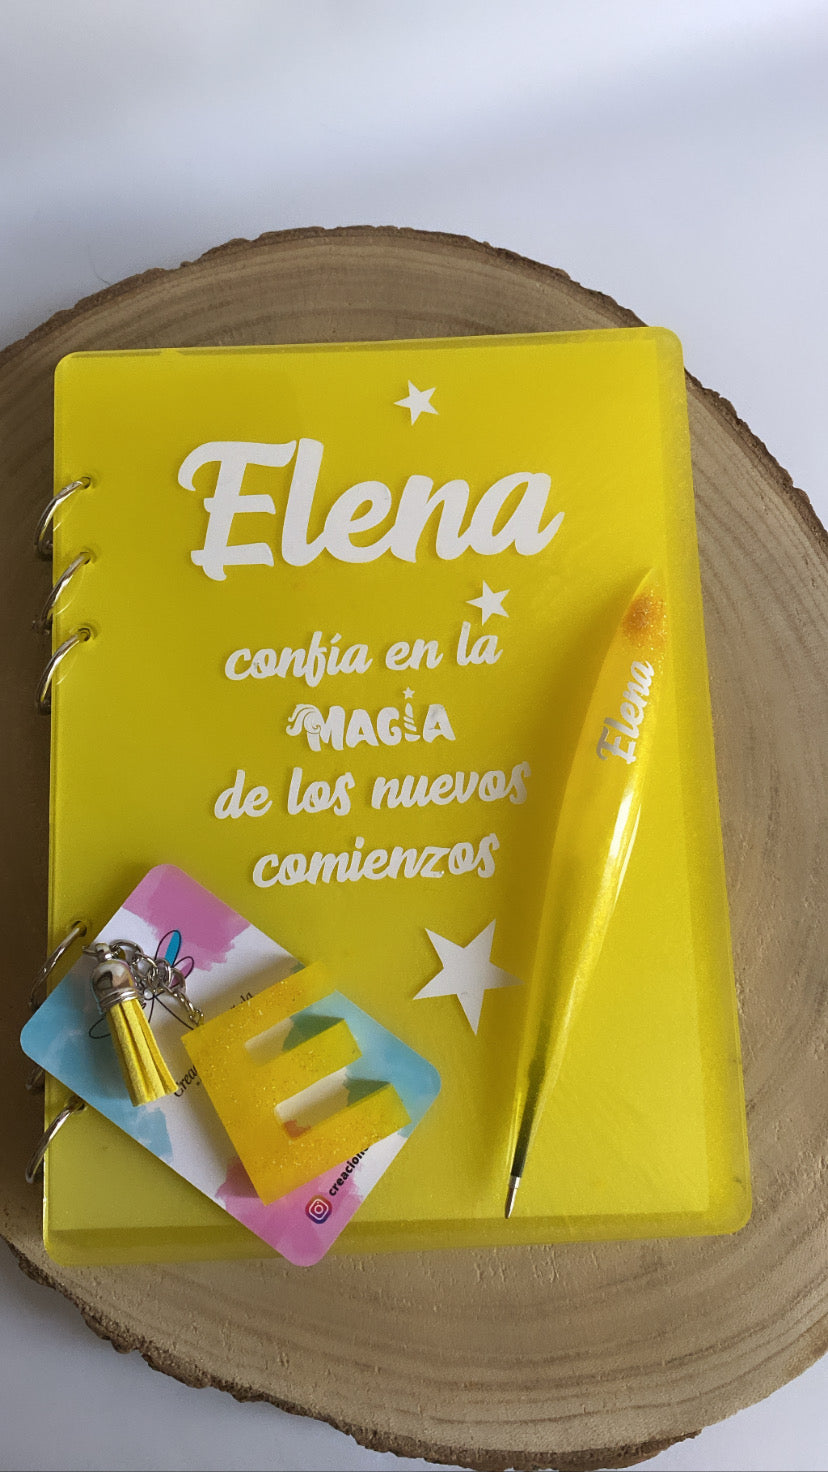 Elena
confía en la
MAGIA
de los nuevos
comienzos
Elena
E